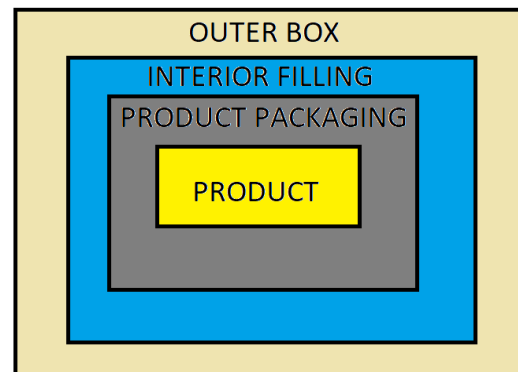 OUTER BOX
INTERIOR FILLING
PRODUCT PACKAGING
PRODUCT